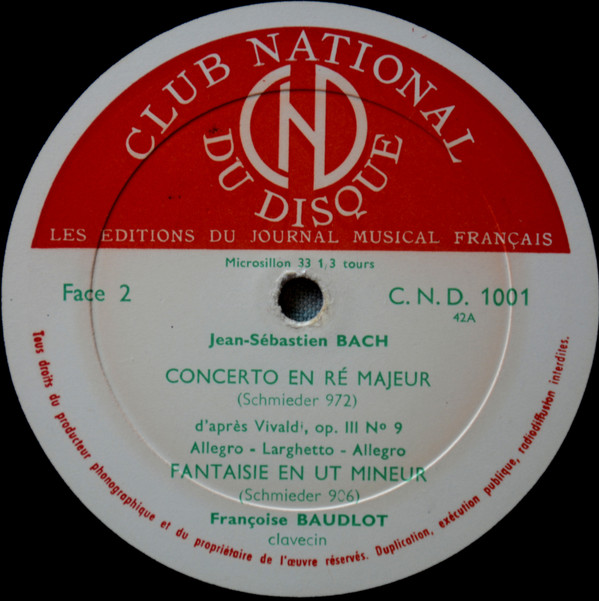 CLUB NATIONAL
DU DISQUE
CND
LES EDITIONS DU JOURNAL MUSICAL FRANÇAIS
Microsillon 33 1/3 tours
Face 2
C. N. D. 1001
42A
Jean-Sébastien BACH
CONCERTO EN RÉ MAJEUR
(Schmieder 972)
d'après Vivaldi, op. III Nº 9
Allegro - Larghetto - Allegro
FANTAISIE EN UT MINEUR
(Schmieder 906)
Françoise BAUDLOT
clavecin
Tous droits du producteur phonographique et du propriétaire de l'œuvre réservés. Duplication, exécution publique, radiodiffusion interdites.